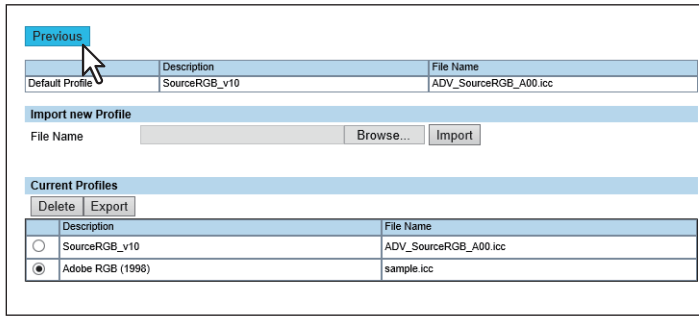 Previous
Description File Name
Default Profile SourceRGB_v10 ADV_SourceRGB_A00.icc
Import new Profile
File Name Browse... Import
Current Profiles
Delete Export
Description File Name
SourceRGB_v10 ADV_SourceRGB_A00.icc
Adobe RGB (1998) sample.icc